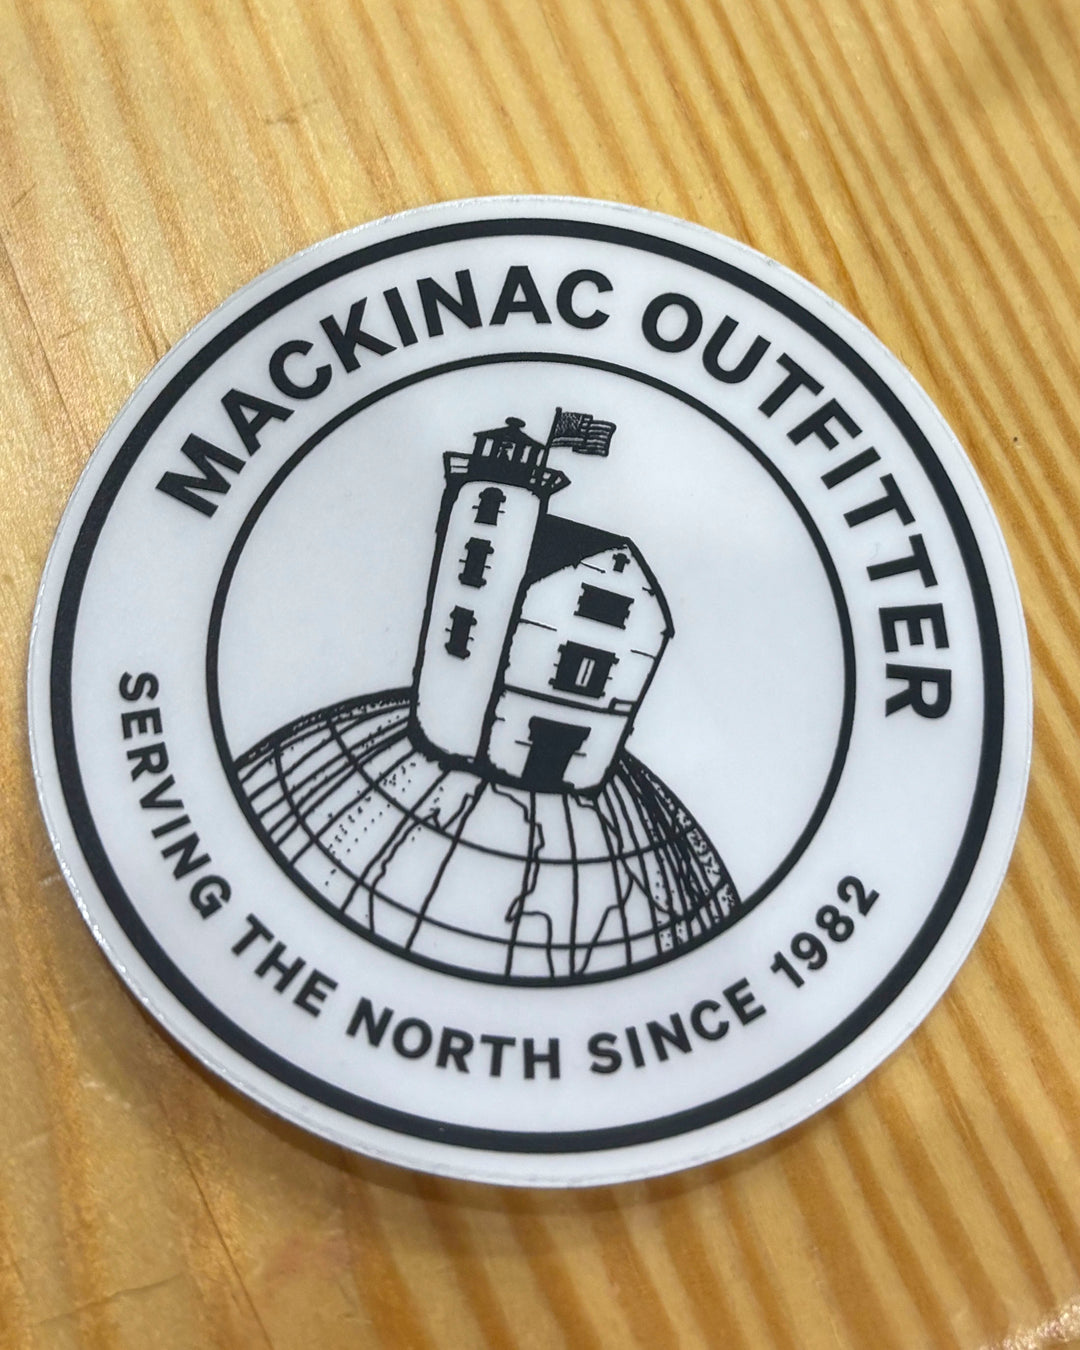 MACKINAC OUTFITTER
SERVING THE NORTH SINCE 1982